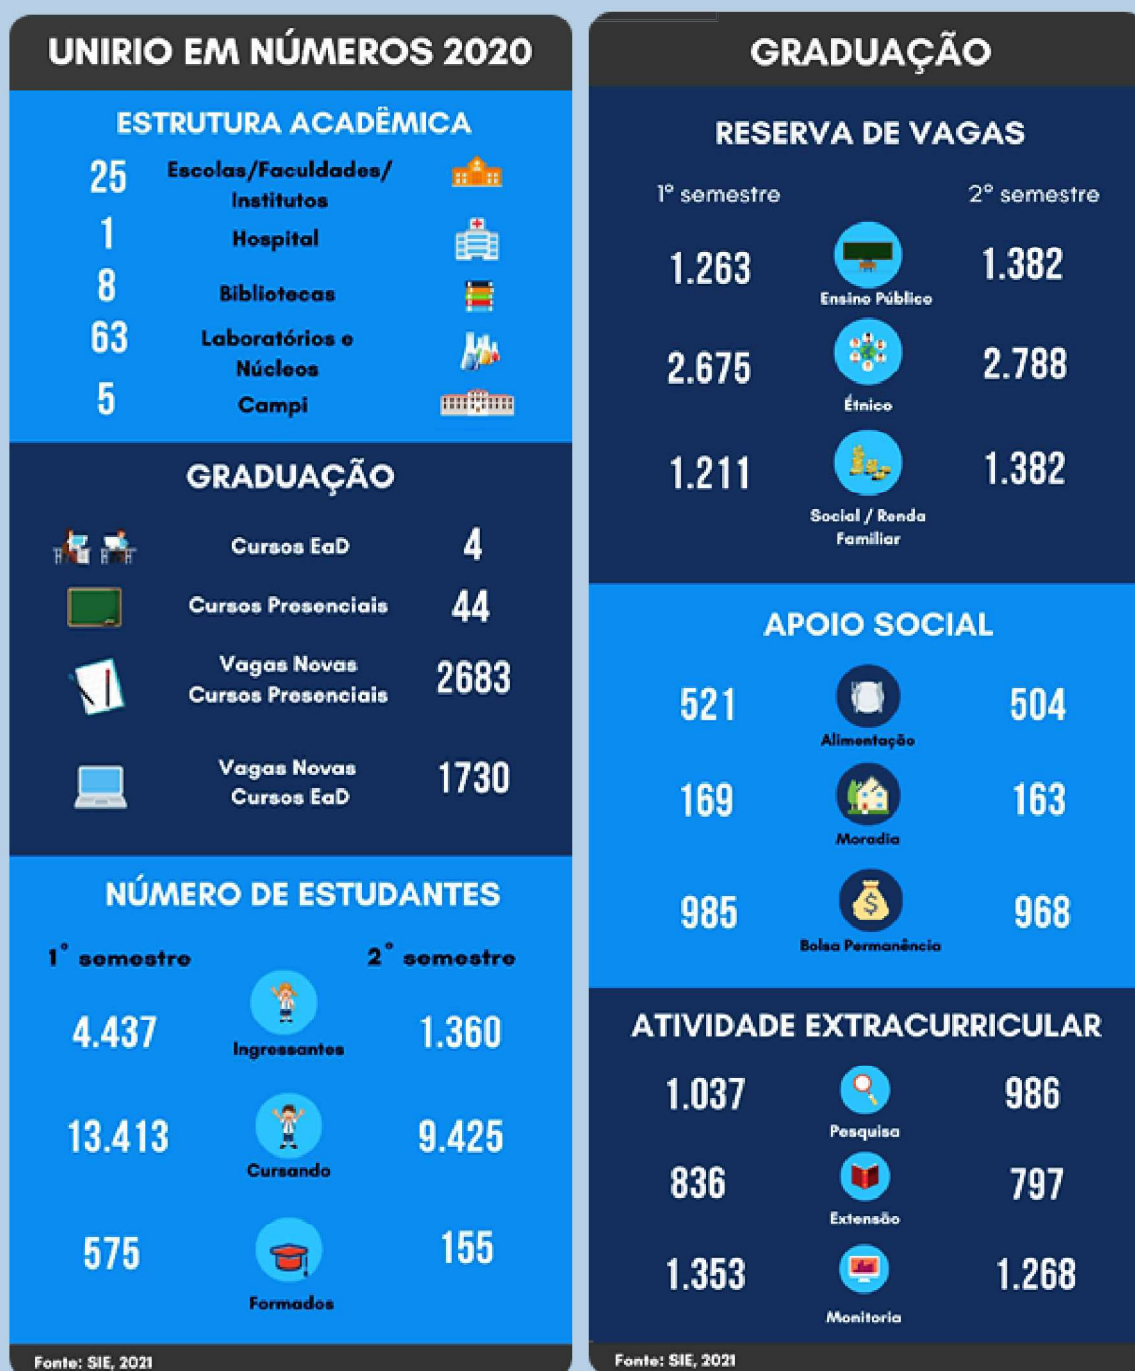 UNIRIO EM NÚMEROS 2020
ESTRUTURA ACADÊMICA
25
Escolas/Faculdades/
Institutos
1
Hospital
8
Bibliotecas
63
Laboratórios e
Núcleos
5
Campi
GRADUAÇÃO
Cursos EaD
4
Cursos Presenciais
44
Vagas Novas
Cursos Presenciais
2683
Vagas Novas
Cursos EaD
1730
NÚMERO DE ESTUDANTES
1° semestre
2° semestre
4.437
Ingressantes
1.360
13.413
Cursando
9.425
575
Formados
155
Fonte: SIE, 2021
GRADUAÇÃO
RESERVA DE VAGAS
1° semestre
2° semestre
1.263
Ensino Público
1.382
2.675
Étnico
2.788
1.211
Social / Renda
Familiar
1.382
APOIO SOCIAL
521
Alimentação
504
169
Moradia
163
985
$
Bolsa Permanência
968
ATIVIDADE EXTRACURRICULAR
1.037
Pesquisa
986
836
Extensão
797
1.353
Monitoria
1.268
Fonte: SIE, 2021